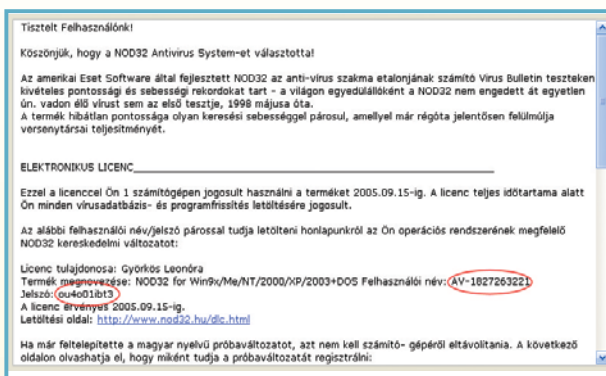 Tisztelt Felhasználónk!
Köszönjük, hogy a NOD32 Antivirus System-et választotta!
Az amerikai Eset Software által fejlesztett NOD32 az anti-vírus szakma etalonjának számító Virus Bulletin teszteken
kivételes pontossági és sebességi rekordokat tart - a világon egyedülállóként a NOD32 nem engedett át egyetlen
ún. vadon élő vírust sem az első tesztje, 1998 májusa óta.
A termék hibátlan pontossága olyan keresési sebességgel párosul, amellyel már régóta jelentősen felülmúlja
versenytársai teljesítményét.
ELEKTRONIKUS LICENC
Ezzel a licenccel Ön 1 számítógépen jogosult használni a terméket 2005.09.15-ig. A licenc teljes időtartama alatt
Ön minden vírusadatbázis- és programfrissítés letöltésére jogosult.
Az alábbi felhasználói név/jelszó párossal tudja letölteni honlapunkról az Ön operációs rendszerének megfelelő
NOD32 kereskedelmi változatot:
Licenc tulajdonosa: Györkös Leonóra
Termék megnevezése: NOD32 for Win9x/Me/NT/2000/XP/2003+DOS Felhasználói név: AV-1827263221
Jelszó: ou4o01ibt3
A licenc érvényes 2005.09.15-ig.
Letöltési oldal: http://www.nod32.hu/dlc.html
Ha már feltelepítette a magyar nyelvű próbaváltozatot, azt nem kell számító- gépéről eltávolítania. A következő
oldalon olvashatja el, hogy miként tudja a próbaváltozatát regisztrálni: